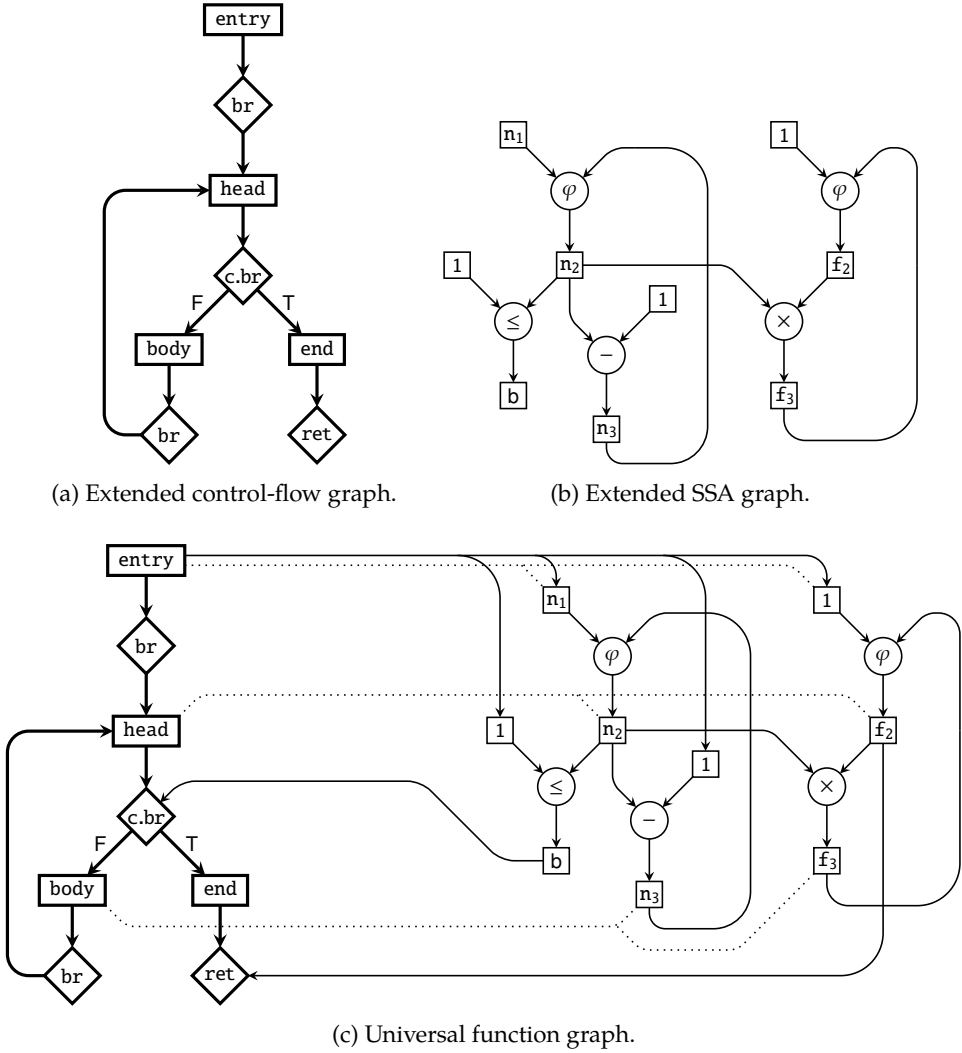 entry
br
head
c.br
F
T
body
end
br
ret
(a) Extended control-flow graph.
n₁
1
φ
φ
1
n₂
f₂
1
≤
×
−
b
f₃
n₃
(b) Extended SSA graph.
entry
n₁
1
br
φ
φ
head
1
n₂
f₂
1
c.br
≤
×
−
F
T
b
f₃
body
end
n₃
br
ret
(c) Universal function graph.